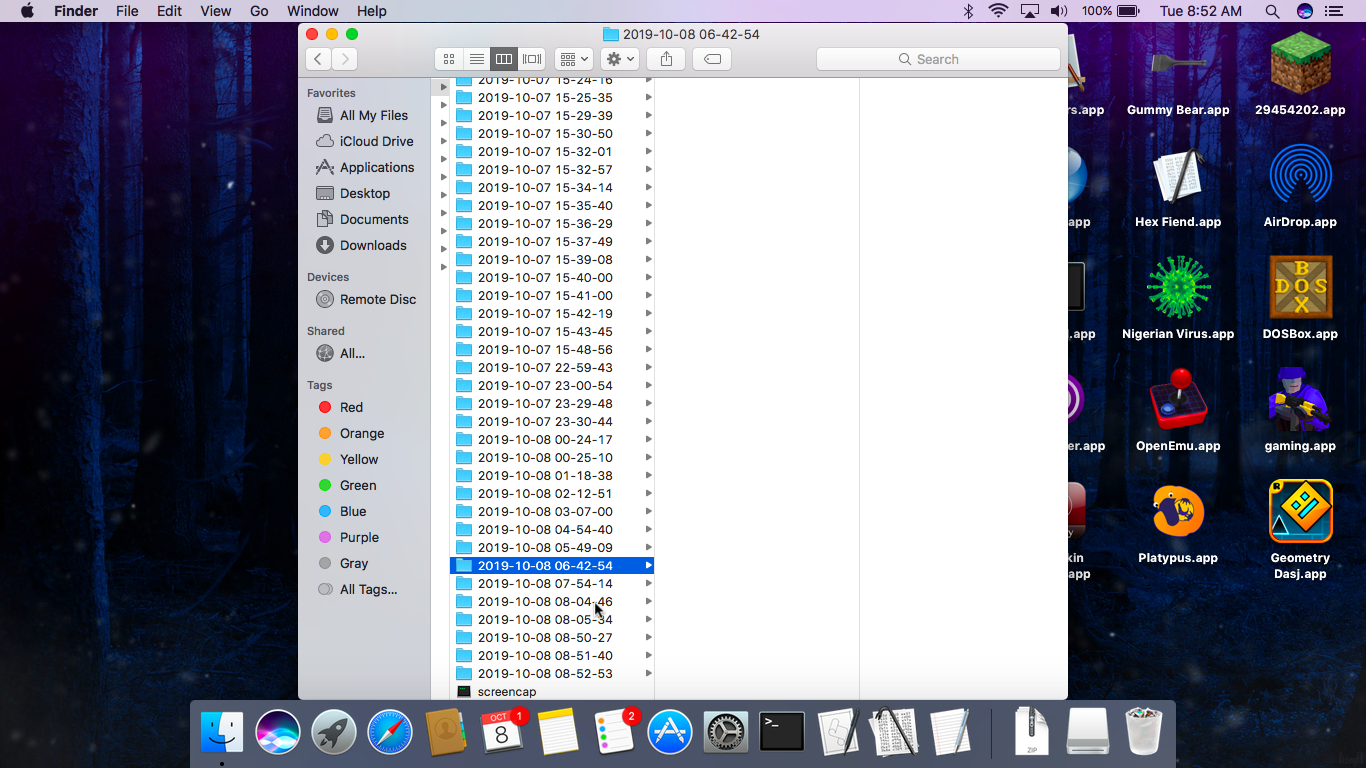 Finder File Edit View Go Window Help 100% Tue 8:52 AM
2019-10-08 06-42-54
Search
Favorites
All My Files
iCloud Drive
Applications
Desktop
Documents
Downloads
Devices
Remote Disc
Shared
All...
Tags
Red
Orange
Yellow
Green
Blue
Purple
Gray
All Tags...
2019-10-07 15-24-16
2019-10-07 15-25-35
2019-10-07 15-29-39
2019-10-07 15-30-50
2019-10-07 15-32-01
2019-10-07 15-32-57
2019-10-07 15-34-14
2019-10-07 15-35-40
2019-10-07 15-36-29
2019-10-07 15-37-49
2019-10-07 15-39-08
2019-10-07 15-40-00
2019-10-07 15-41-00
2019-10-07 15-42-19
2019-10-07 15-43-45
2019-10-07 15-48-56
2019-10-07 22-59-43
2019-10-07 23-00-54
2019-10-07 23-29-48
2019-10-07 23-30-44
2019-10-08 00-24-17
2019-10-08 00-25-10
2019-10-08 01-18-38
2019-10-08 02-12-51
2019-10-08 03-07-00
2019-10-08 04-54-40
2019-10-08 05-49-09
2019-10-08 06-42-54
2019-10-08 07-54-14
2019-10-08 08-04-46
2019-10-08 08-05-34
2019-10-08 08-50-27
2019-10-08 08-51-40
2019-10-08 08-52-53
screencap
rs.app Gummy Bear.app 29454202.app
app Hex Fiend.app AirDrop.app
BOX
DOS
.app Nigerian Virus.app DOSBox.app
er.app OpenEmu.app gaming.app
R
kin Platypus.app Geometry
app Dasj.app
OCT 1
8
2
>_
ZIP